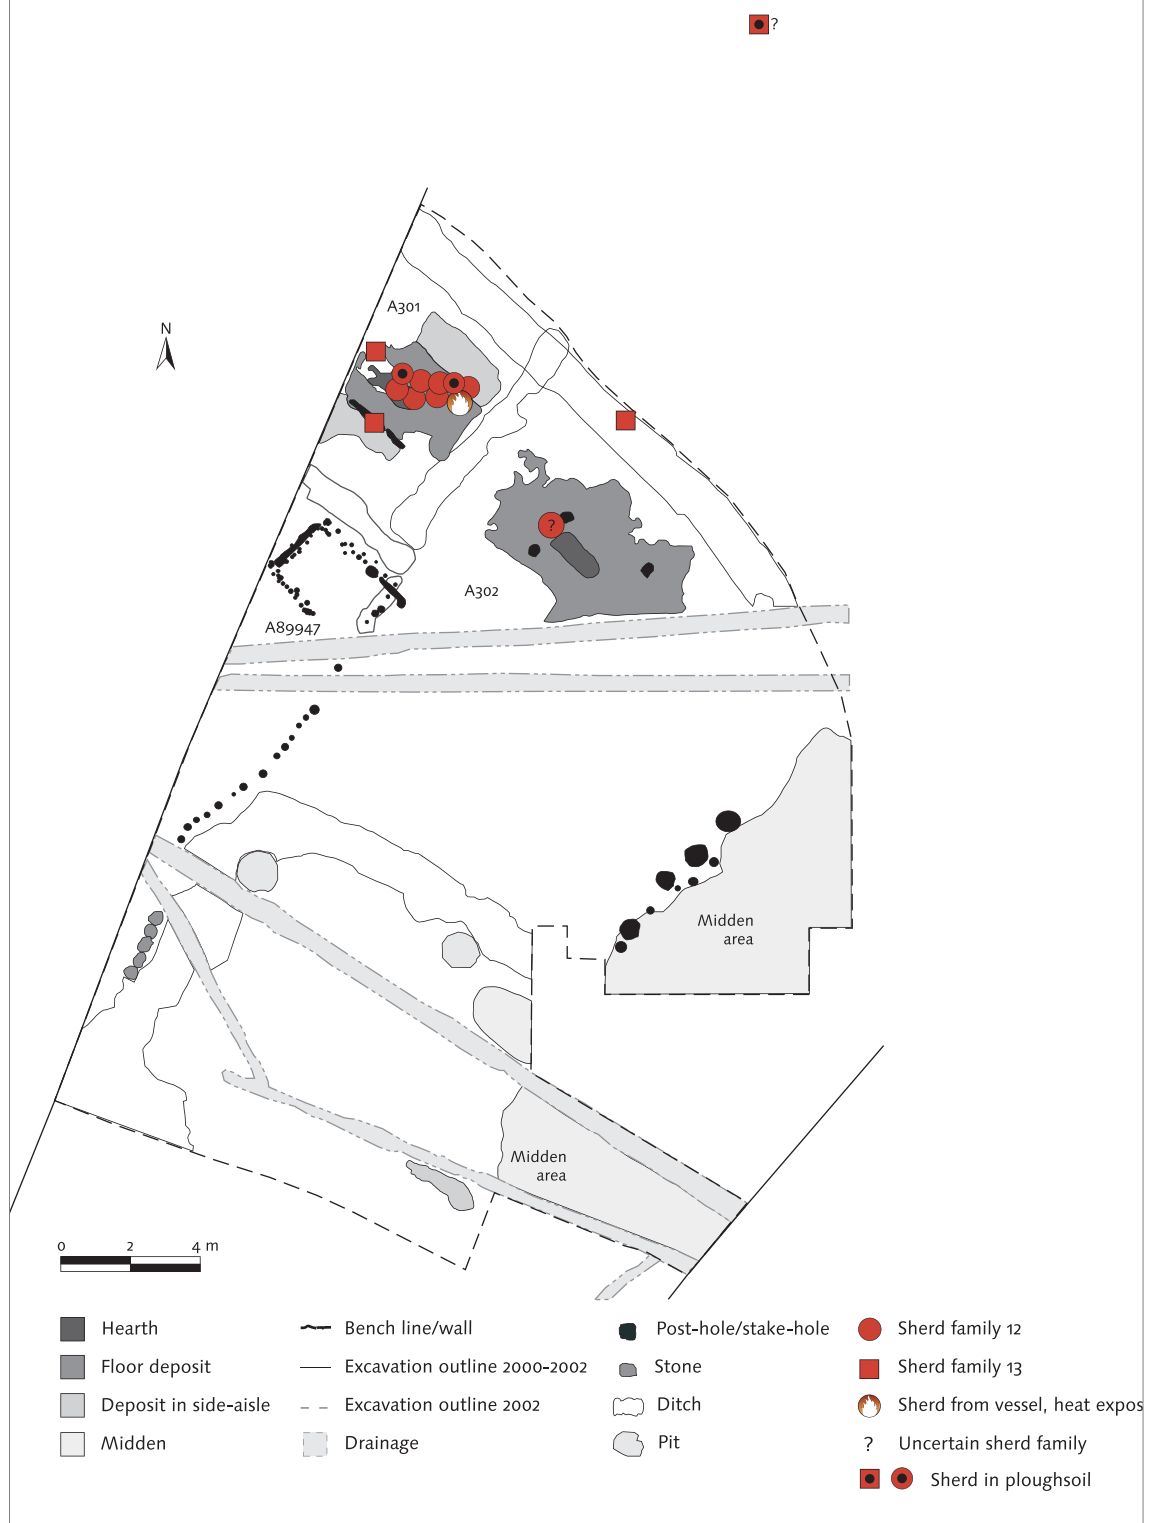 ?
A301
N
?
A302
A89947
Midden
area
Midden
area
0 2 4 m
Hearth
Floor deposit
Deposit in side-aisle
Midden
Bench line/wall
Excavation outline 2000-2002
Excavation outline 2002
Drainage
Post-hole/stake-hole
Stone
Ditch
Pit
Sherd family 12
Sherd family 13
Sherd from vessel, heat expos
? Uncertain sherd family
Sherd in ploughsoil